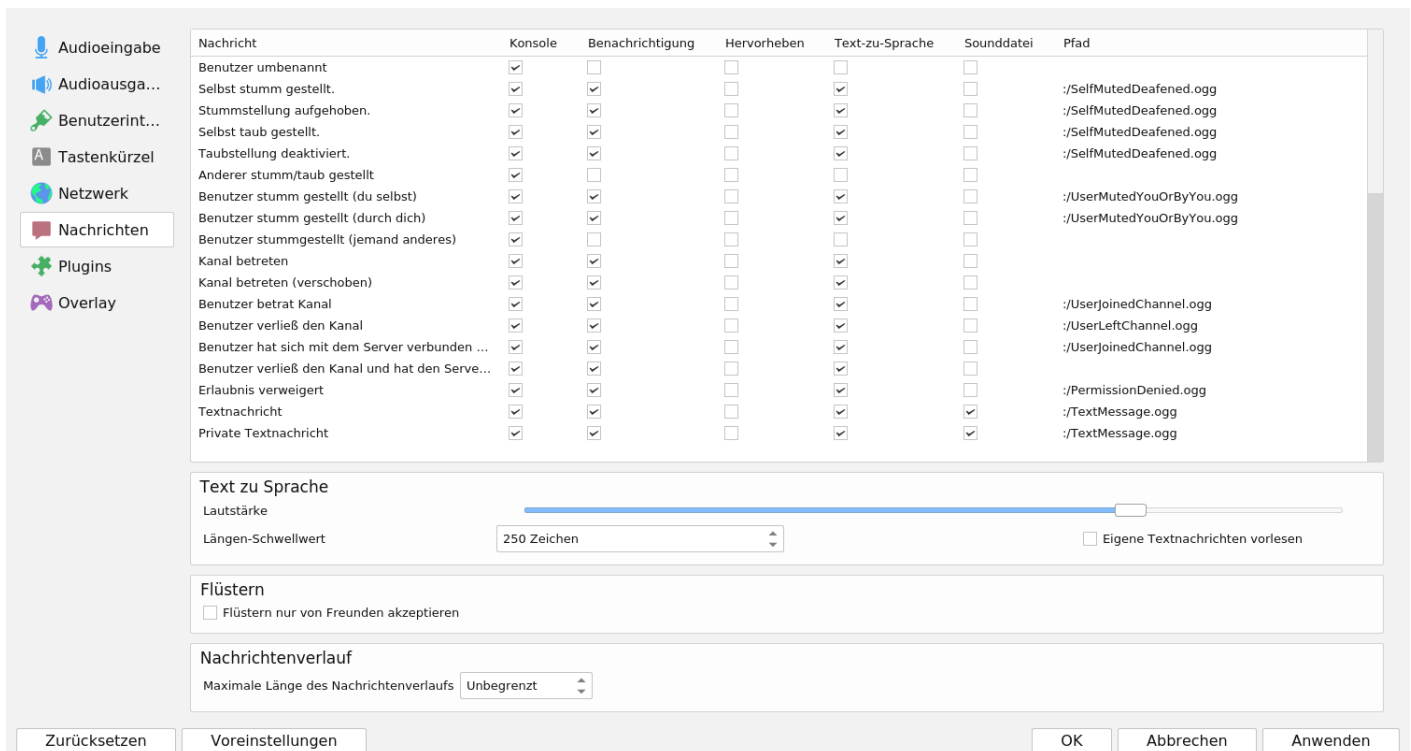 Audioeingabe
Audioausga...
Benutzerint...
Tastenkürzel
Netzwerk
Nachrichten
Plugins
Overlay
Nachricht Konsole Benachrichtigung Hervorheben Text-zu-Sprache Sounddatei Pfad
Benutzer umbenannt
Selbst stumm gestellt. :/SelfMutedDeafened.ogg
Stummstellung aufgehoben. :/SelfMutedDeafened.ogg
Selbst taub gestellt. :/SelfMutedDeafened.ogg
Taubstellung deaktiviert. :/SelfMutedDeafened.ogg
Anderer stumm/taub gestellt
Benutzer stumm gestellt (du selbst) :/UserMutedYouOrByYou.ogg
Benutzer stumm gestellt (durch dich) :/UserMutedYouOrByYou.ogg
Benutzer stummgestellt (jemand anderes)
Kanal betreten
Kanal betreten (verschoben)
Benutzer betrat Kanal :/UserJoinedChannel.ogg
Benutzer verließ den Kanal :/UserLeftChannel.ogg
Benutzer hat sich mit dem Server verbunden ... :/UserJoinedChannel.ogg
Benutzer verließ den Kanal und hat den Serve...
Erlaubnis verweigert :/PermissionDenied.ogg
Textnachricht :/TextMessage.ogg
Private Textnachricht :/TextMessage.ogg
Text zu Sprache
Lautstärke
Längen-Schwellwert 250 Zeichen Eigene Textnachrichten vorlesen
Flüstern
Flüstern nur von Freunden akzeptieren
Nachrichtenverlauf
Maximale Länge des Nachrichtenverlaufs Unbegrenzt
Zurücksetzen Voreinstellungen OK Abbrechen Anwenden